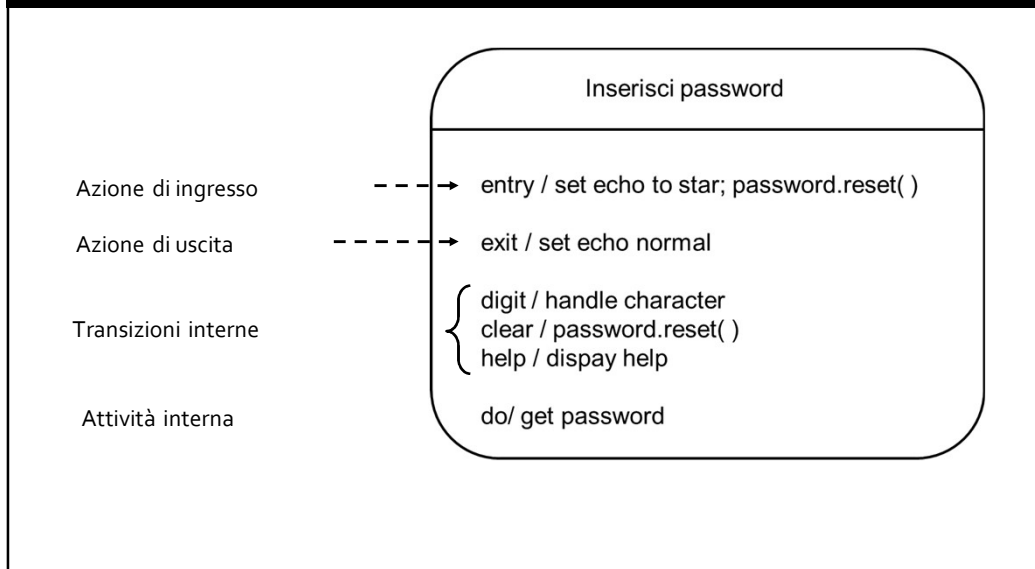 Inserisci password
Azione di ingresso
entry / set echo to star; password.reset( )
Azione di uscita
exit / set echo normal
Transizioni interne
digit / handle character
clear / password.reset( )
help / dispay help
Attività interna
do/ get password